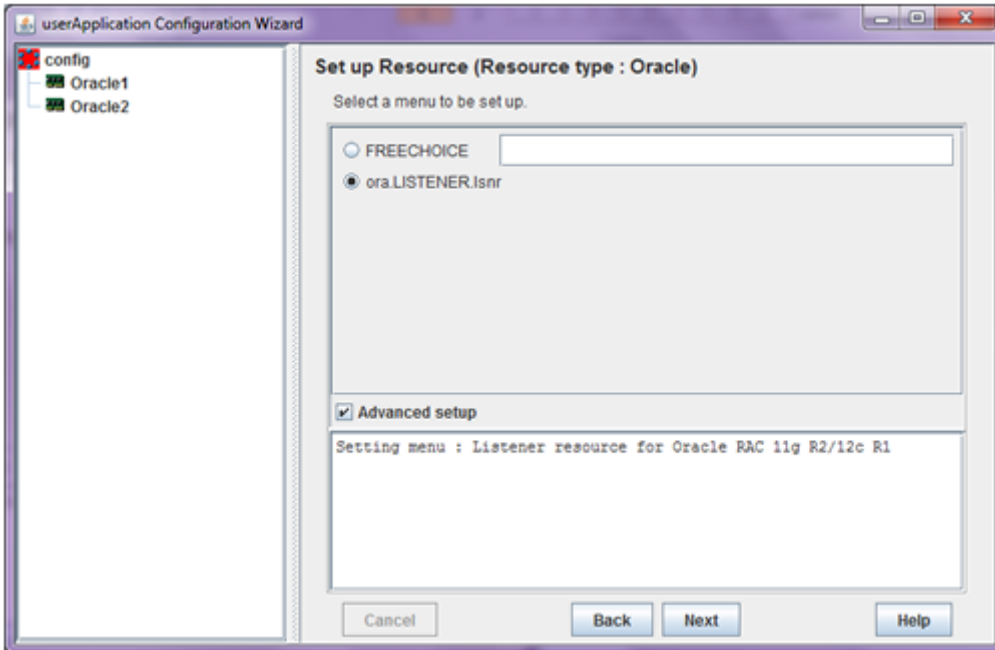 userApplication Configuration Wizard
config
Oracle1
Oracle2
Set up Resource (Resource type : Oracle)
Select a menu to be set up.
FREECHOICE
ora.LISTENER.lsnr
Advanced setup
Setting menu : Listener resource for Oracle RAC 11g R2/12c R1
Cancel
Back
Next
Help